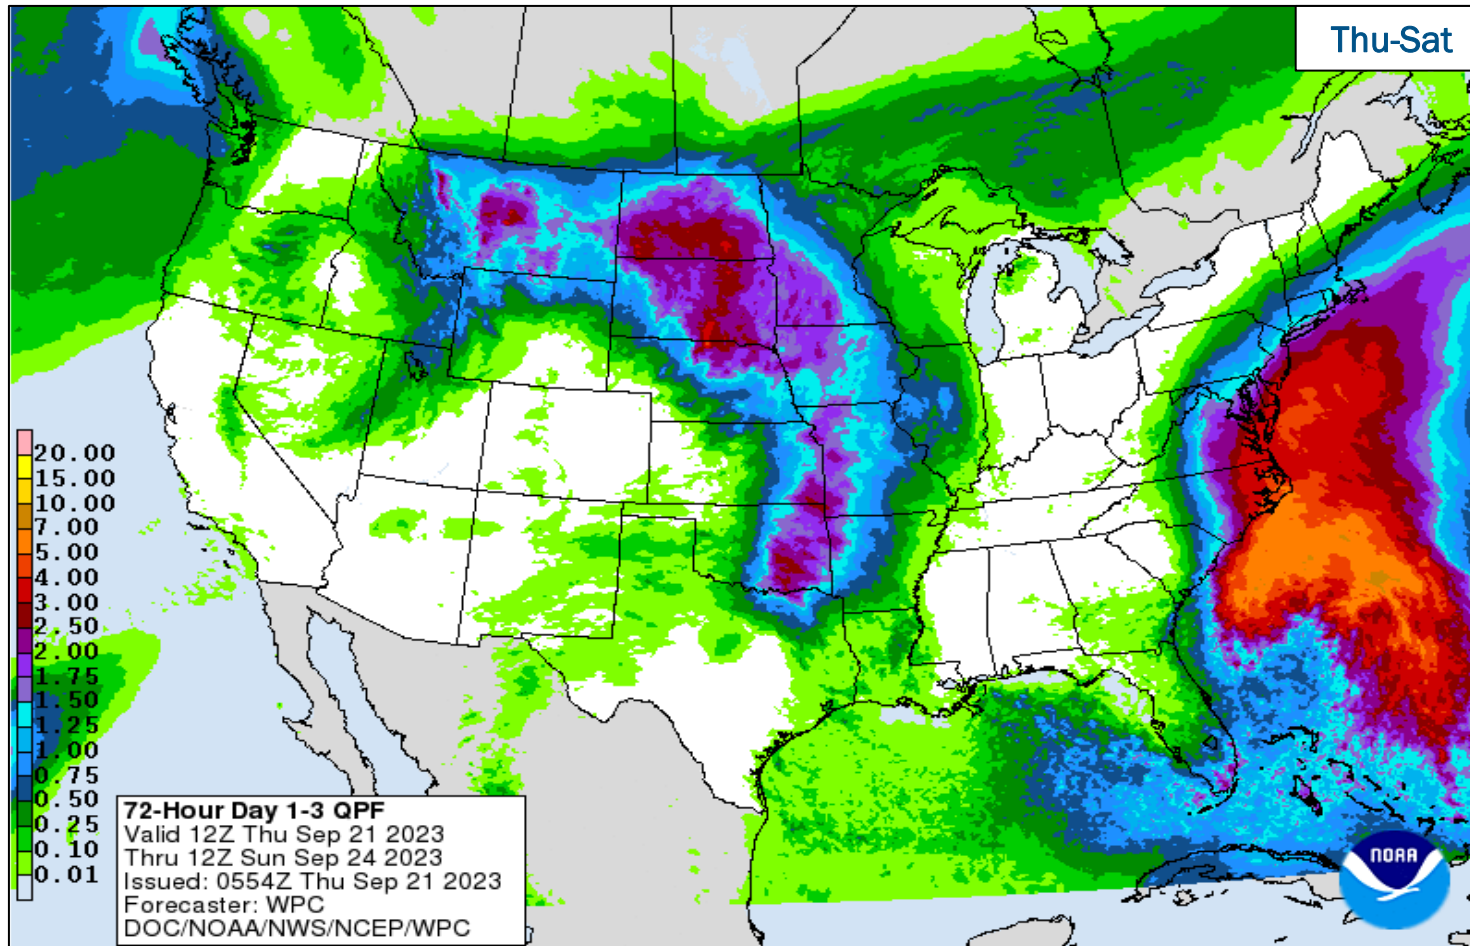 Thu-Sat
20.00
15.00
10.00
7.00
5.00
4.00
3.00
2.50
2.00
1.75
1.50
1.25
1.00
0.75
0.50
0.25
0.10
0.01
72-Hour Day 1-3 QPF
Valid 12Z Thu Sep 21 2023
Thru 12Z Sun Sep 24 2023
Issued: 0554Z Thu Sep 21 2023
Forecaster: WPC
DOC/NOAA/NWS/NCEP/WPC
NOAA